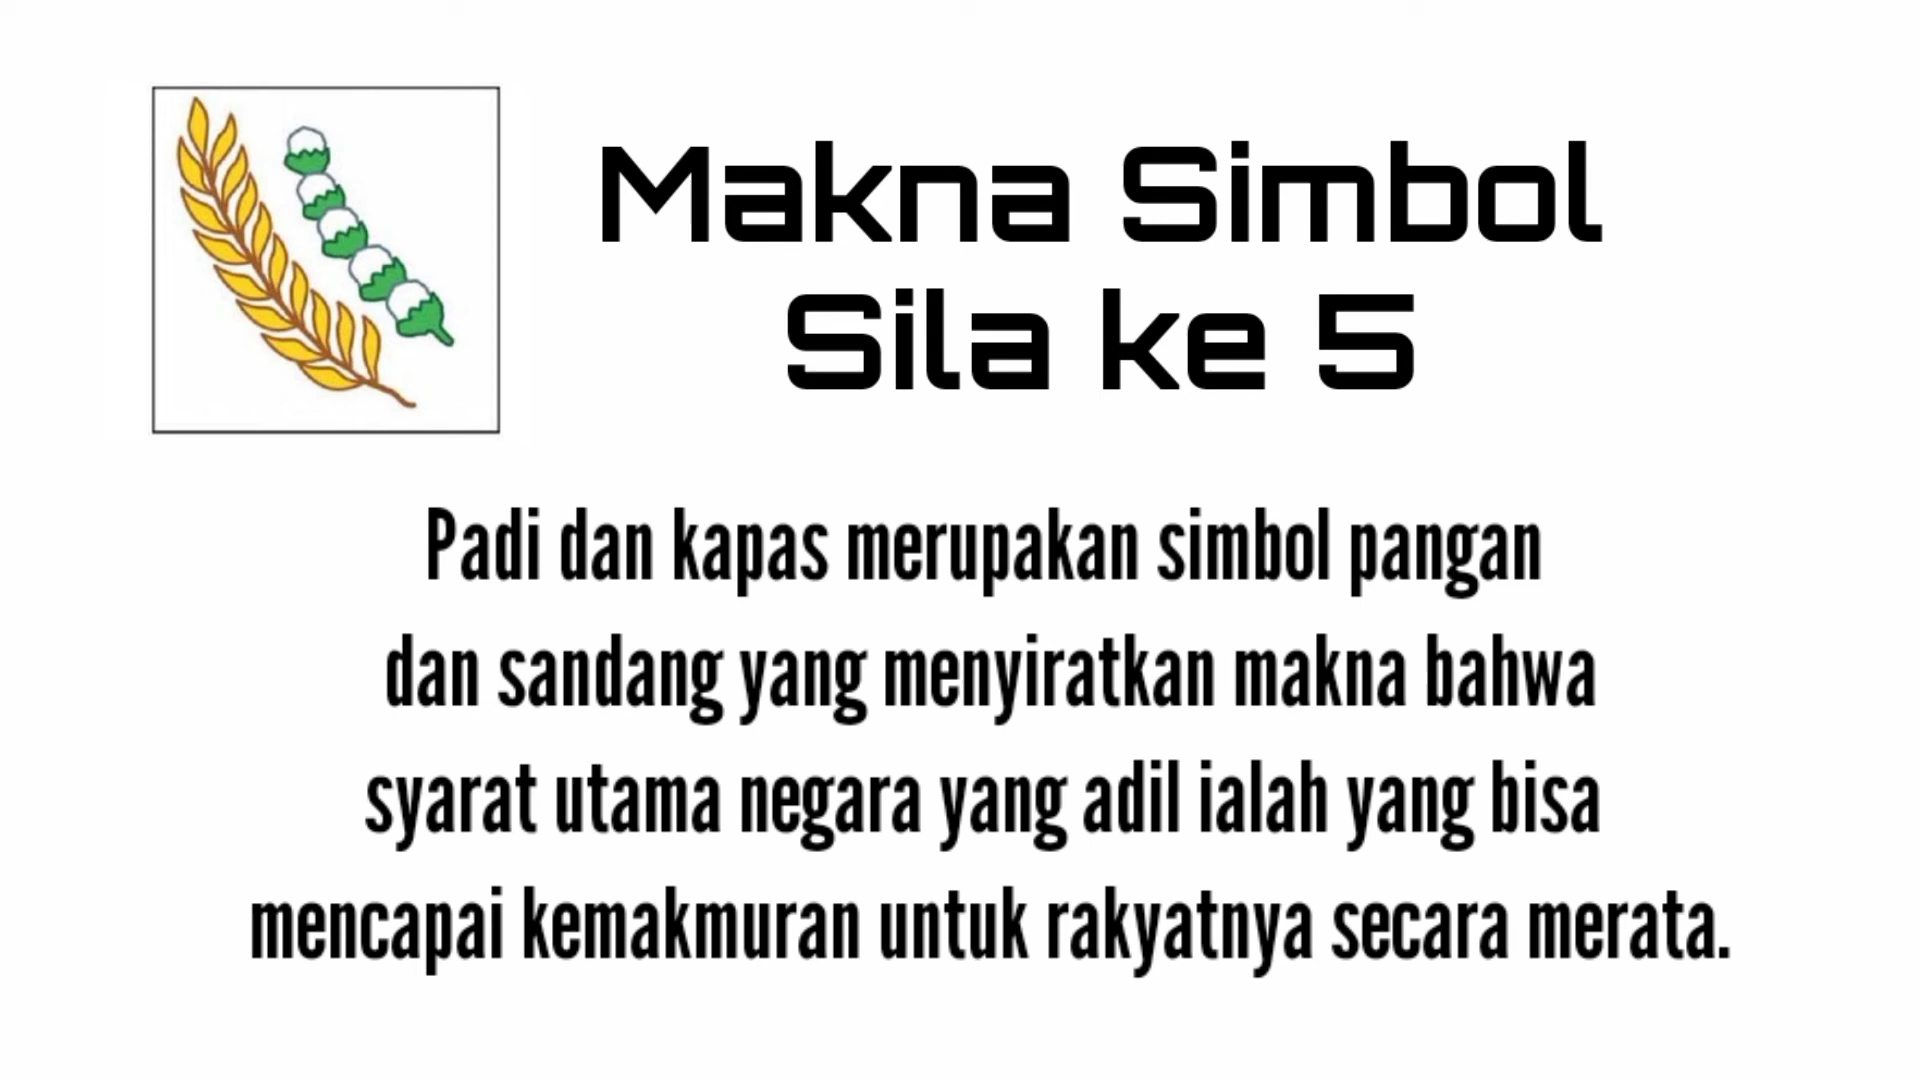 Makna Simbol
Sila ke 5
Padi dan kapas merupakan simbol pangan
dan sandang yang menyiratkan makna bahwa
syarat utama negara yang adil ialah yang bisa
mencapai kemakmuran untuk rakyatnya secara merata.